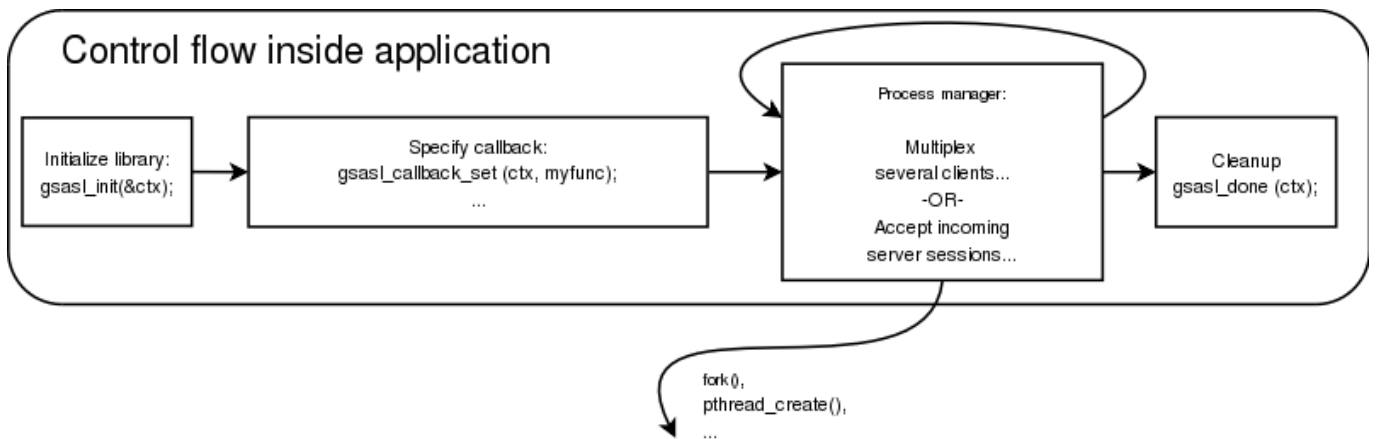 Control flow inside application
Initialize library:
gsasl_init(&ctx);
Specify callback:
gsasl_callback_set (ctx, myfunc);
...
Process manager:
Multiplex
several clients...
-OR-
Accept incoming
server sessions...
Cleanup
gsasl_done (ctx);
fork(),
pthread_create(),
...